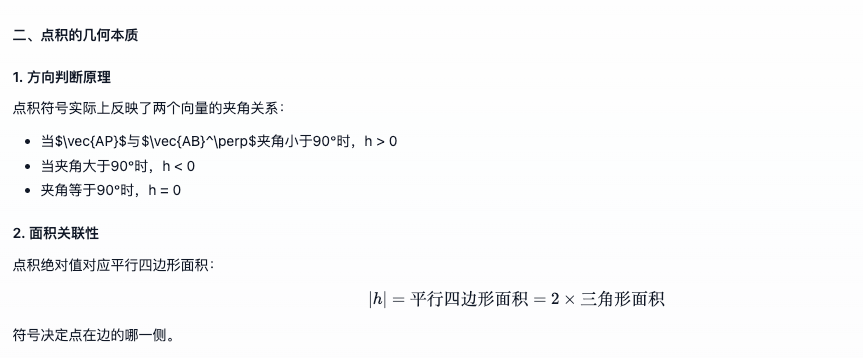 二、点积的几何本质
1. 方向判断原理
点积符号实际上反映了两个向量的夹角关系：
• 当$\vec{AP}$与$\vec{AB}^\perp$夹角小于90°时，h > 0
• 当夹角大于90°时，h < 0
• 夹角等于90°时，h = 0
2. 面积关联性
点积绝对值对应平行四边形面积：
|h| = 平行四边形面积 = 2 × 三角形面积
符号决定点在边的哪一侧。